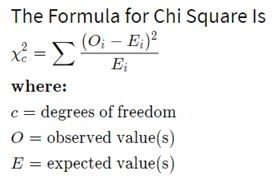 The Formula for Chi Square Is
χ²_c = ∑ (O_i − E_i)² / E_i
where:
c = degrees of freedom
O = observed value(s)
E = expected value(s)